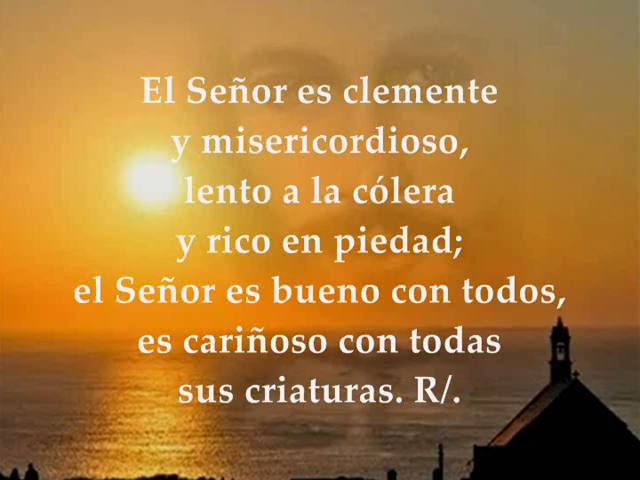 El Señor es clemente
y misericordioso,
lento a la cólera
y rico en piedad;
el Señor es bueno con todos,
es cariñoso con todas
sus criaturas. R/.